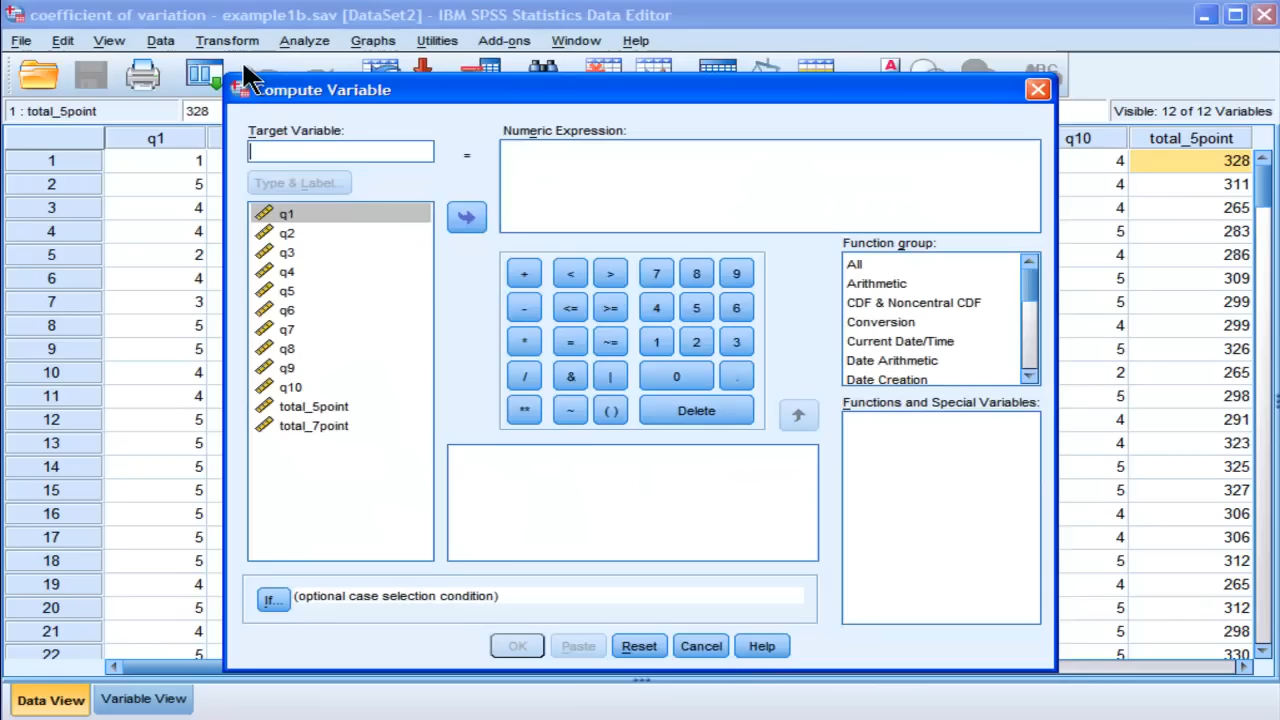 coefficient of variation - example1b.sav [DataSet2] - IBM SPSS Statistics Data Editor
File Edit View Data Transform Analyze Graphs Utilities Add-ons Window Help
1 : total_5point 328 Visible: 12 of 12 Variables
Compute Variable
Target Variable: Numeric Expression:
=
Type & Label...
q1
q2
q3
q4
q5
q6
q7
q8
q9
q10
total_5point
total_7point
+ < > 7 8 9
- <= >= 4 5 6
* = ~= 1 2 3
/ & | 0 .
** ~ ( ) Delete
Function group:
All
Arithmetic
CDF & Noncentral CDF
Conversion
Current Date/Time
Date Arithmetic
Date Creation
Functions and Special Variables:
If... (optional case selection condition)
OK Paste Reset Cancel Help
q1 q10 total_5point
1 1 4 328
2 5 4 311
3 4 5 265
4 4 5 283
5 2 4 286
6 4 5 309
7 3 5 299
8 5 4 299
9 5 5 326
10 4 2 265
11 4 5 298
12 5 4 291
13 5 4 323
14 5 5 325
15 5 5 327
16 5 4 306
17 5 4 306
18 5 5 312
19 4 4 265
20 5 5 312
21 4 5 298
22 5 5 330
Data View Variable View